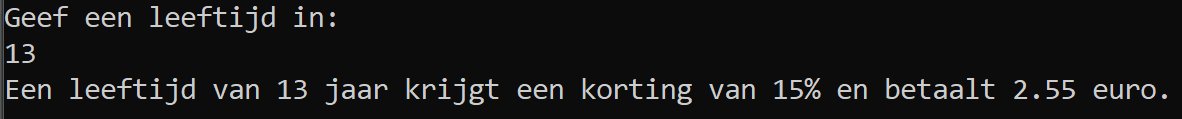 Geef een leeftijd in:
13
Een leeftijd van 13 jaar krijgt een korting van 15% en betaalt 2.55 euro.